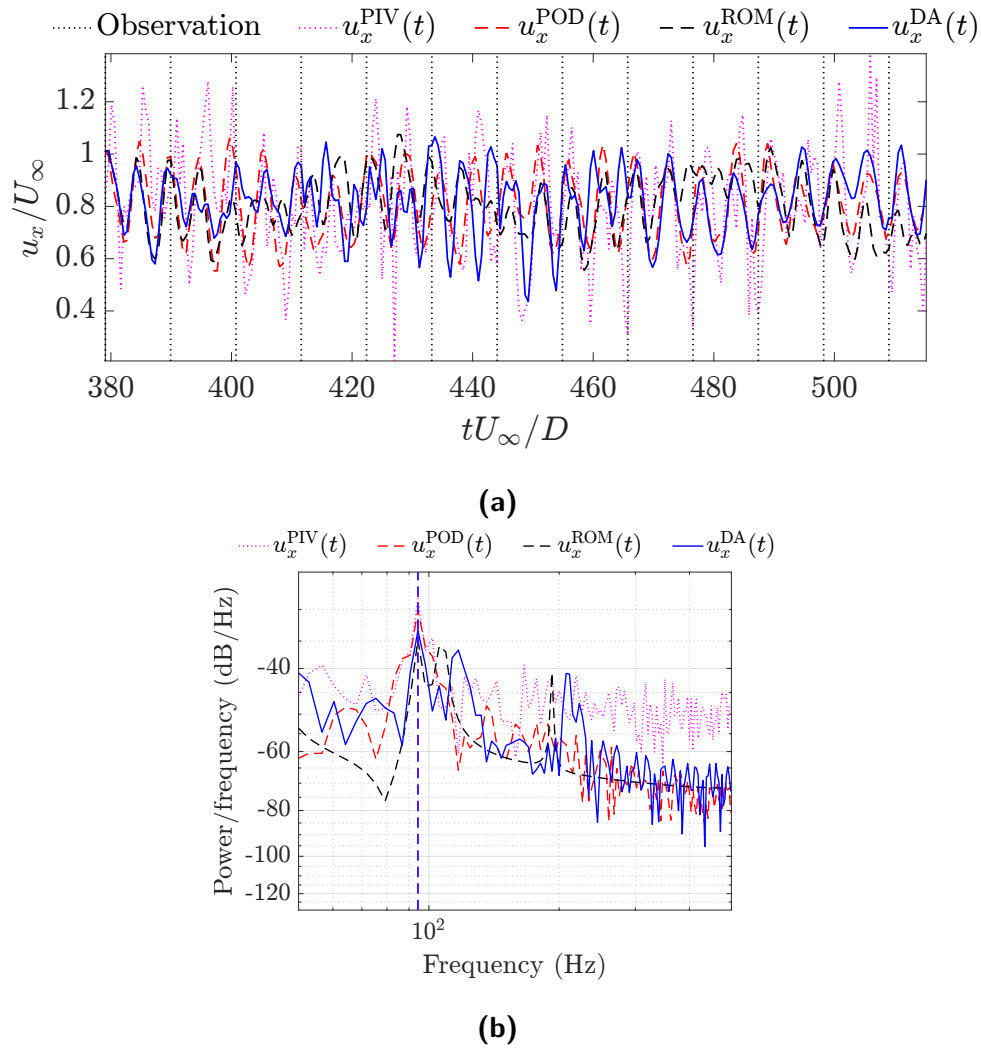 Observation u_x^PIV(t) u_x^POD(t) u_x^ROM(t) u_x^DA(t)
1.2
1
0.8
0.6
0.4
u_x/U_∞
380 400 420 440 460 480 500
tU_∞/D
(a)
u_x^PIV(t) u_x^POD(t) u_x^ROM(t) u_x^DA(t)
-40
-60
-80
-100
-120
Power/frequency (dB/Hz)
10^2
Frequency (Hz)
(b)